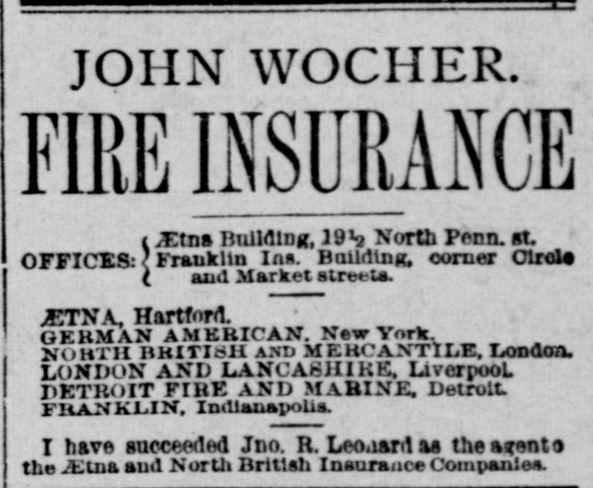 JOHN WOCHER.
FIRE INSURANCE
OFFICES: Ætna Building, 19½ North Penn. st.
Franklin Ins. Building, corner Circle
and Market streets.
ÆTNA, Hartford.
GERMAN AMERICAN, New York.
NORTH BRITISH AND MERCANTILE, London.
LONDON AND LANCASHIRE, Liverpool.
DETROIT FIRE AND MARINE, Detroit.
FRANKLIN, Indianapolis.
I have succeeded Jno. R. Leonard as the agent o
the Ætna and North British Insurance Companies.